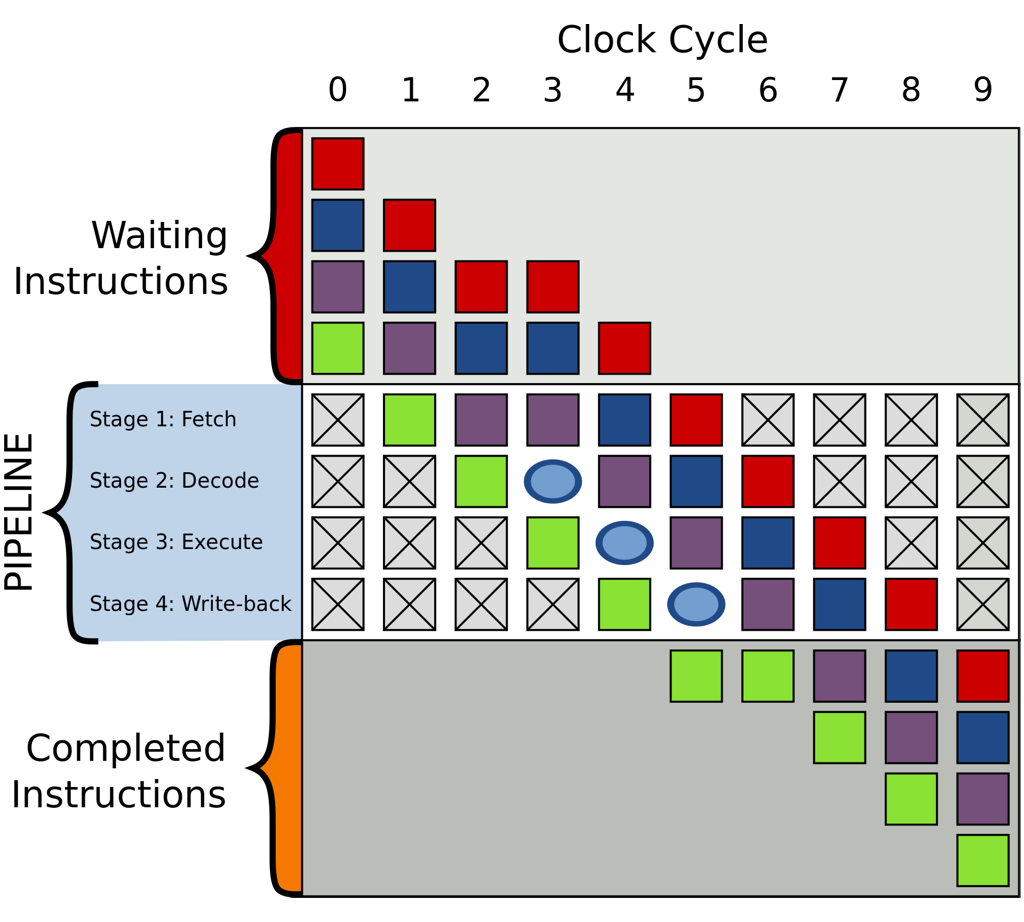 Clock Cycle
0 1 2 3 4 5 6 7 8 9
Waiting
Instructions
PIPELINE
Stage 1: Fetch
Stage 2: Decode
Stage 3: Execute
Stage 4: Write-back
Completed
Instructions